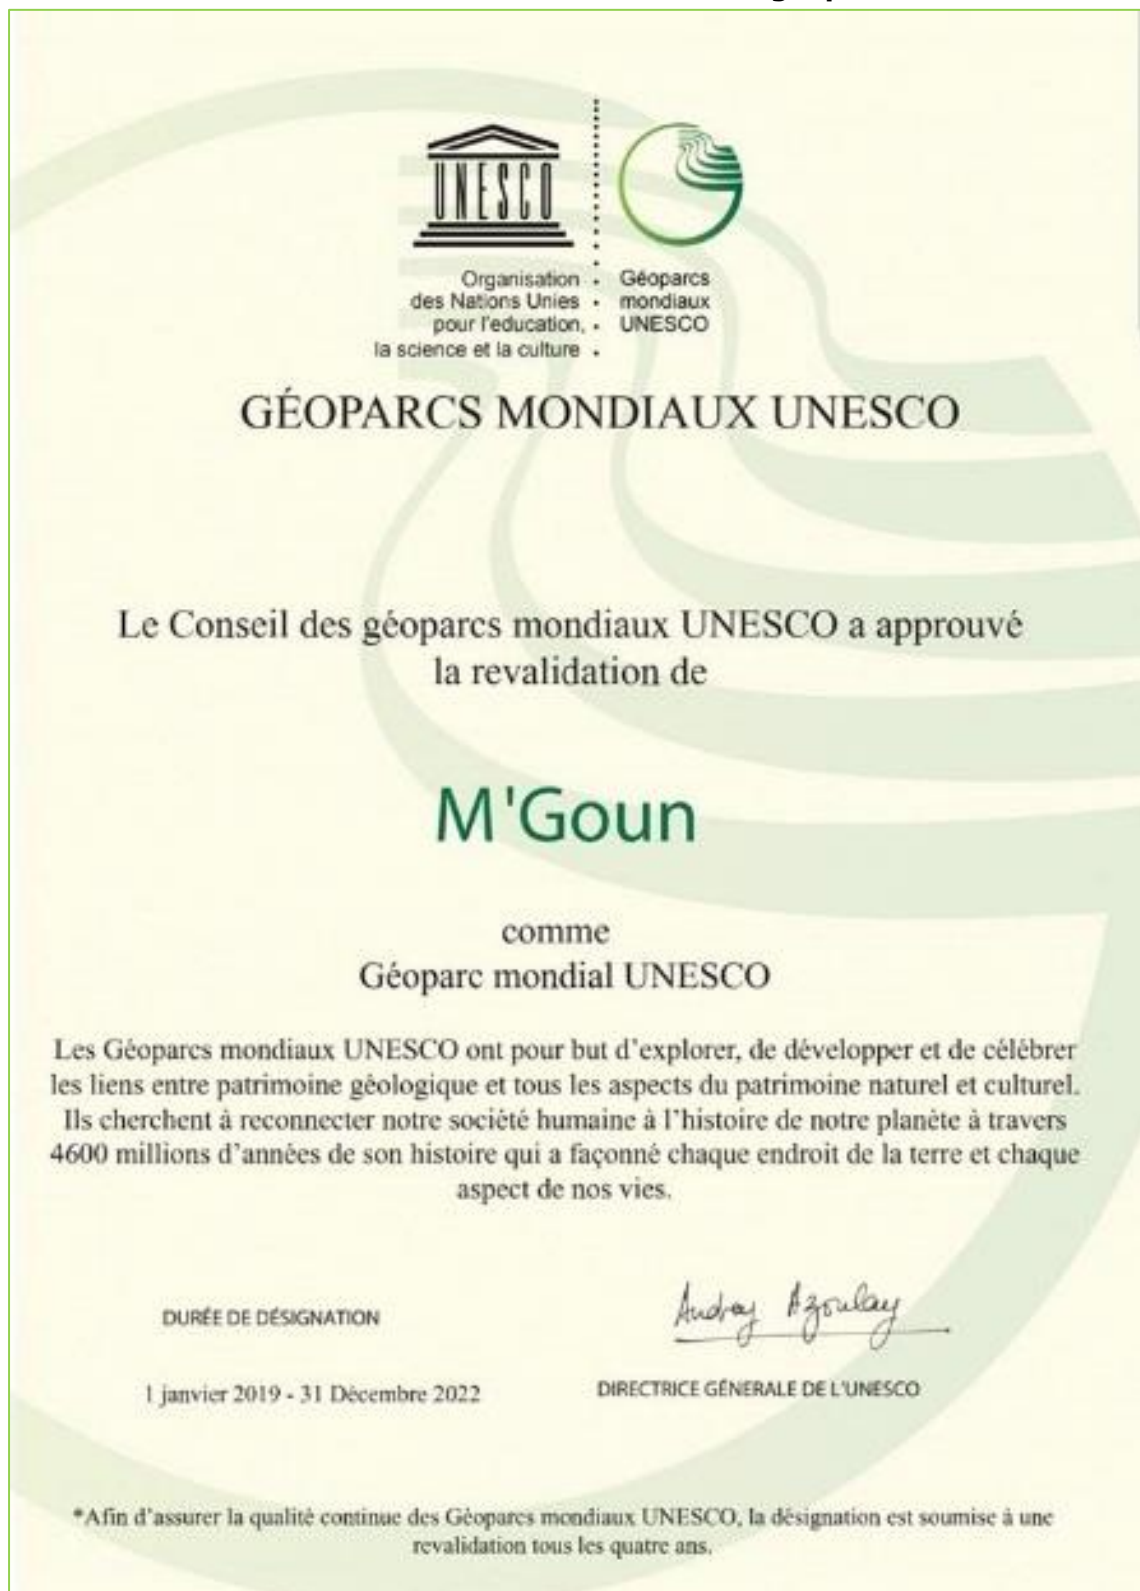 UNESCO
Organisation
des Nations Unies
pour l'education,
la science et la culture
Géoparcs
mondiaux
UNESCO
GÉOPARCS MONDIAUX UNESCO
Le Conseil des géoparcs mondiaux UNESCO a approuvé
la revalidation de
M'Goun
comme
Géoparc mondial UNESCO
Les Géoparcs mondiaux UNESCO ont pour but d'explorer, de développer et de célébrer
les liens entre patrimoine géologique et tous les aspects du patrimoine naturel et culturel.
Ils cherchent à reconnecter notre société humaine à l'histoire de notre planète à travers
4600 millions d'années de son histoire qui a façonné chaque endroit de la terre et chaque
aspect de nos vies.
DURÉE DE DÉSIGNATION
1 janvier 2019 - 31 Décembre 2022
Audrey Azoulay
DIRECTRICE GÉNERALE DE L'UNESCO
*Afin d'assurer la qualité continue des Géoparcs mondiaux UNESCO, la désignation est soumise à une
revalidation tous les quatre ans.